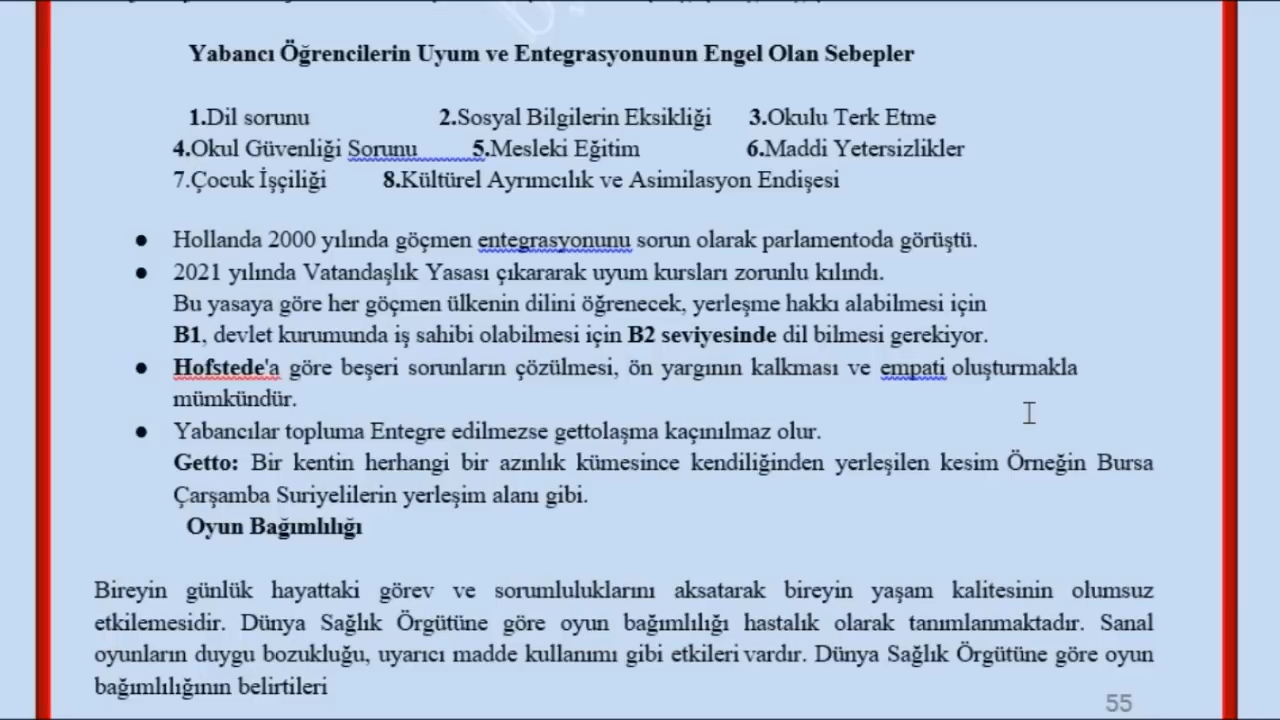 Yabancı Öğrencilerin Uyum ve Entegrasyonunun Engel Olan Sebepler
1.Dil sorunu 2.Sosyal Bilgilerin Eksikliği 3.Okulu Terk Etme
4.Okul Güvenliği Sorunu 5.Mesleki Eğitim 6.Maddi Yetersizlikler
7.Çocuk İşçiliği 8.Kültürel Ayrımcılık ve Asimilasyon Endişesi
● Hollanda 2000 yılında göçmen entegrasyonunu sorun olarak parlamentoda görüştü.
● 2021 yılında Vatandaşlık Yasası çıkararak uyum kursları zorunlu kılındı.
Bu yasaya göre her göçmen ülkenin dilini öğrenecek, yerleşme hakkı alabilmesi için
B1, devlet kurumunda iş sahibi olabilmesi için B2 seviyesinde dil bilmesi gerekiyor.
● Hofstede'a göre beşeri sorunların çözülmesi, ön yargının kalkması ve empati oluşturmakla
mümkündür.
● Yabancılar topluma Entegre edilmezse gettolaşma kaçınılmaz olur.
Getto: Bir kentin herhangi bir azınlık kümesince kendiliğinden yerleşilen kesim Örneğin Bursa
Çarşamba Suriyelilerin yerleşim alanı gibi.
Oyun Bağımlılığı
Bireyin günlük hayattaki görev ve sorumluluklarını aksatarak bireyin yaşam kalitesinin olumsuz
etkilemesidir. Dünya Sağlık Örgütüne göre oyun bağımlılığı hastalık olarak tanımlanmaktadır. Sanal
oyunların duygu bozukluğu, uyarıcı madde kullanımı gibi etkileri vardır. Dünya Sağlık Örgütüne göre oyun
bağımlılığının belirtileri
55